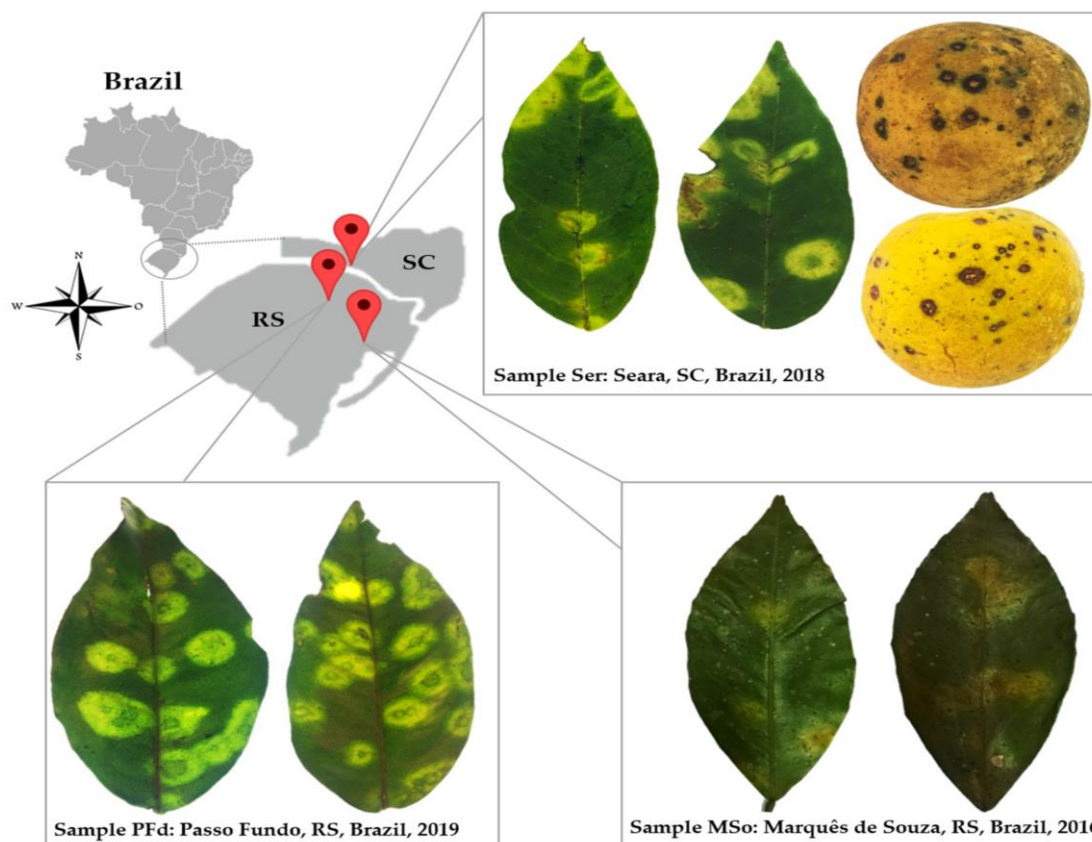 Brazil
N
W
O
S
SC
RS
Sample Ser: Seara, SC, Brazil, 2018
Sample PFd: Passo Fundo, RS, Brazil, 2019
Sample MSo: Marquês de Souza, RS, Brazil, 2016